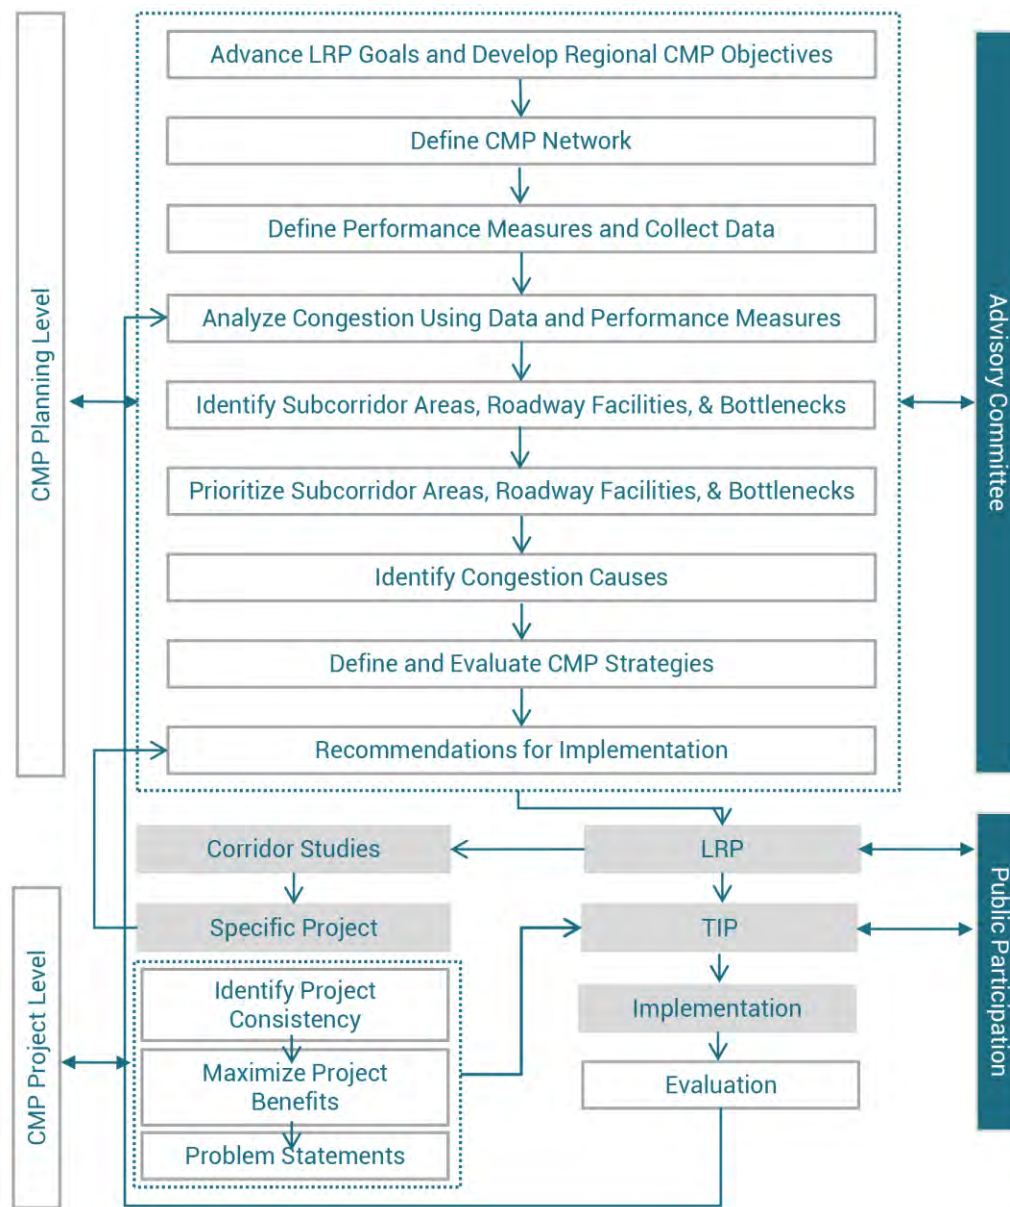 CMP Planning Level
Advance LRP Goals and Develop Regional CMP Objectives
Define CMP Network
Define Performance Measures and Collect Data
Analyze Congestion Using Data and Performance Measures
Identify Subcorridor Areas, Roadway Facilities, & Bottlenecks
Prioritize Subcorridor Areas, Roadway Facilities, & Bottlenecks
Identify Congestion Causes
Define and Evaluate CMP Strategies
Recommendations for Implementation
Advisory Committee
Corridor Studies
LRP
Specific Project
TIP
Public Participation
CMP Project Level
Identify Project
Consistency
Maximize Project
Benefits
Problem Statements
Implementation
Evaluation